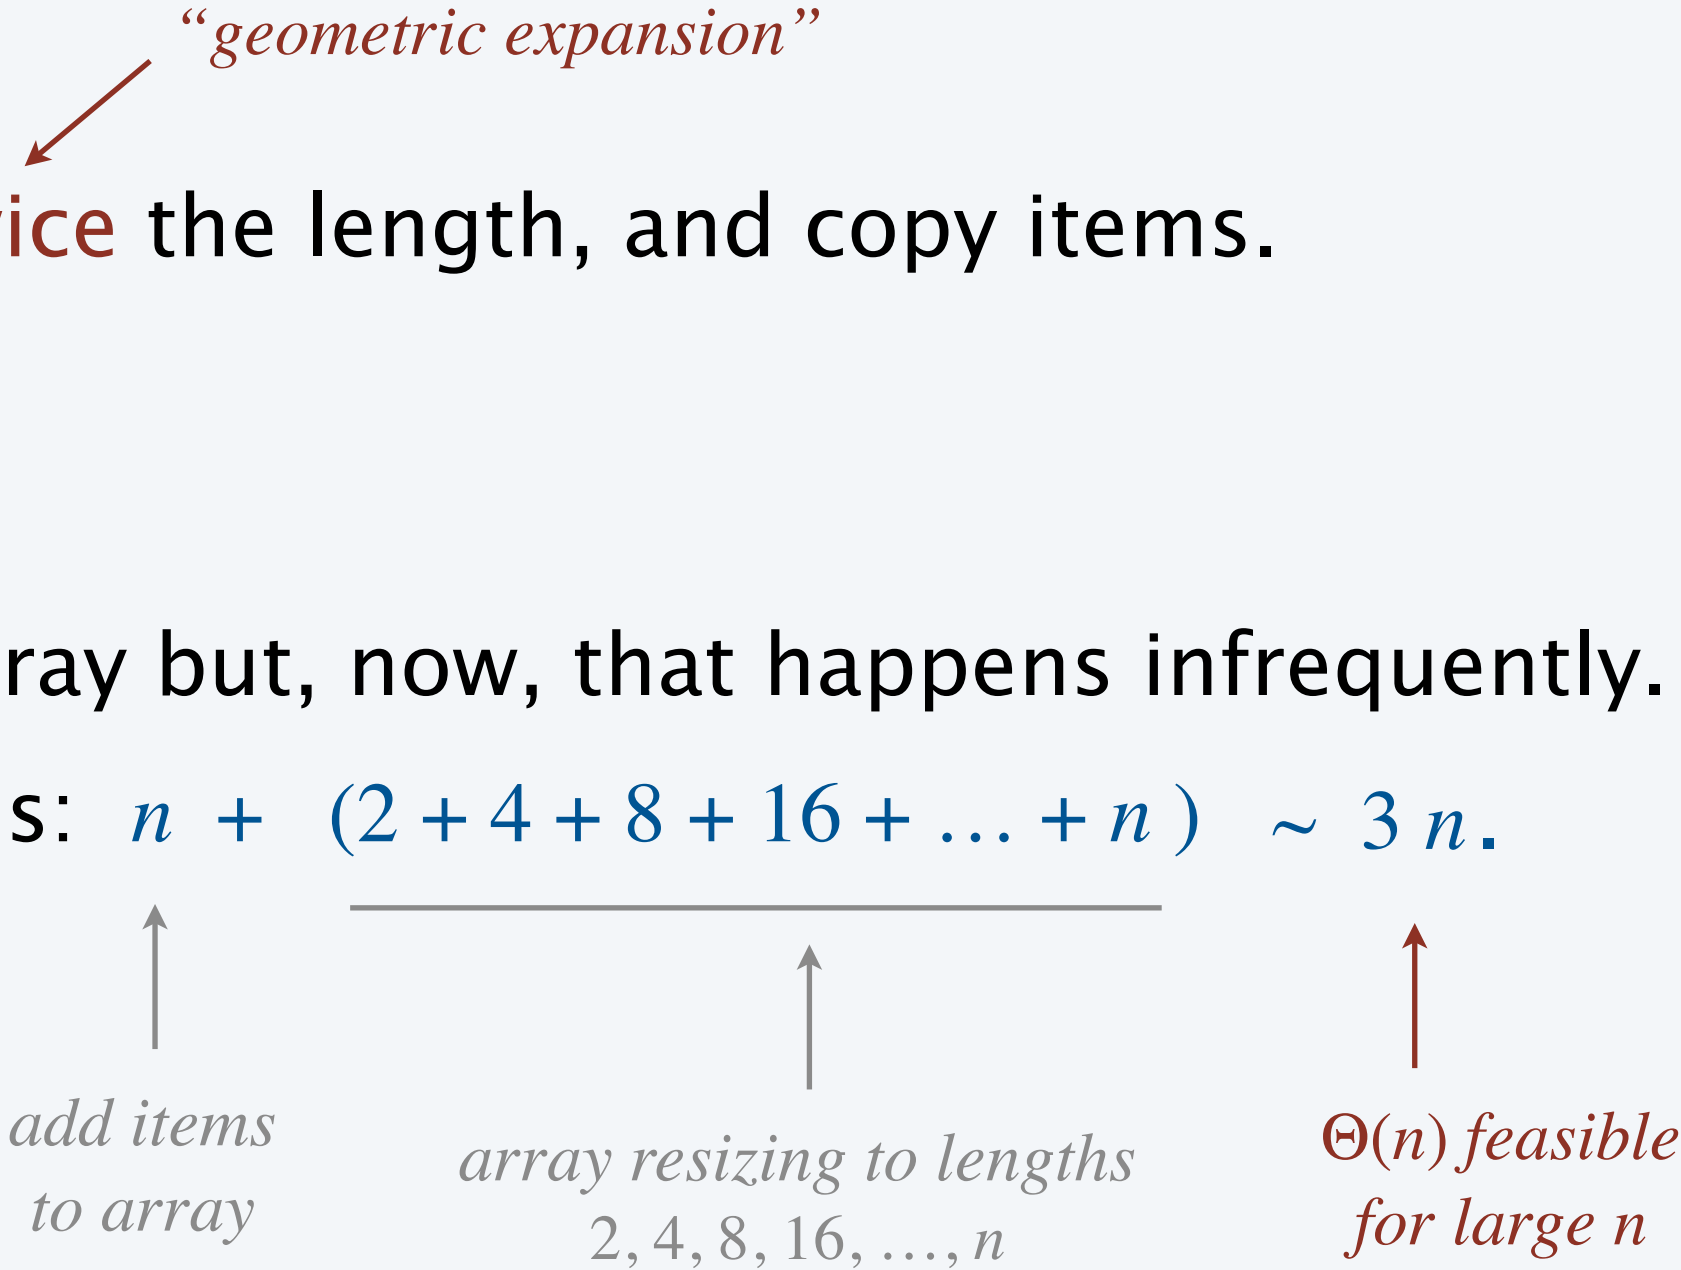 “geometric expansion”
ice the length, and copy items.
ray but, now, that happens infrequently.
s: n + (2 + 4 + 8 + 16 + … + n ) ~ 3 n.
add items
to array
array resizing to lengths
2, 4, 8, 16, …, n
Θ(n) feasible
for large n